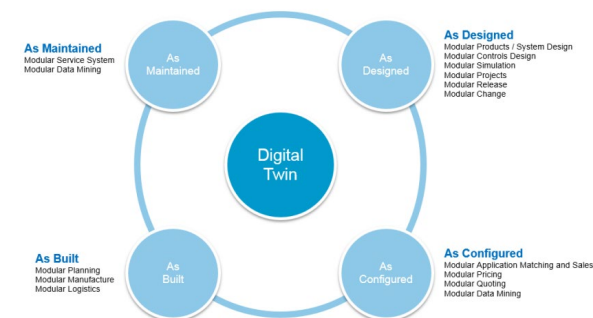 As Maintained
Modular Service System
Modular Data Mining
As
Maintained
As
Designed
As Designed
Modular Products / System Design
Modular Controls Design
Modular Simulation
Modular Projects
Modular Release
Modular Change
Digital
Twin
As Built
Modular Planning
Modular Manufacture
Modular Logistics
As
Built
As
Configured
As Configured
Modular Application Matching and Sales
Modular Pricing
Modular Quoting
Modular Data Mining